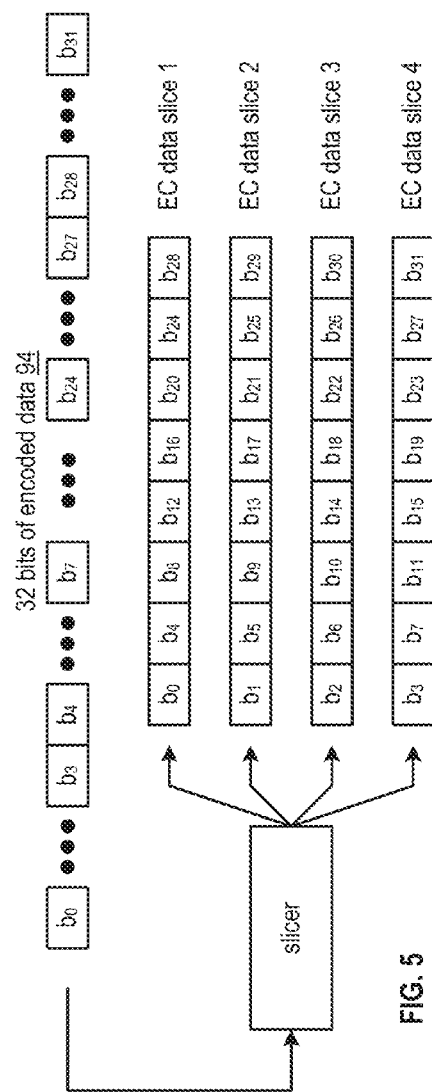 32 bits of encoded data 94
b0 ●●● b3 b4 ●●● b7 ●●● b24 ●●● b27 b28 ●●● b31
b0 b4 b8 b12 b16 b20 b24 b28 EC data slice 1
b1 b5 b9 b13 b17 b21 b25 b29 EC data slice 2
slicer
b2 b6 b10 b14 b18 b22 b26 b30 EC data slice 3
b3 b7 b11 b15 b19 b23 b27 b31 EC data slice 4
FIG. 5